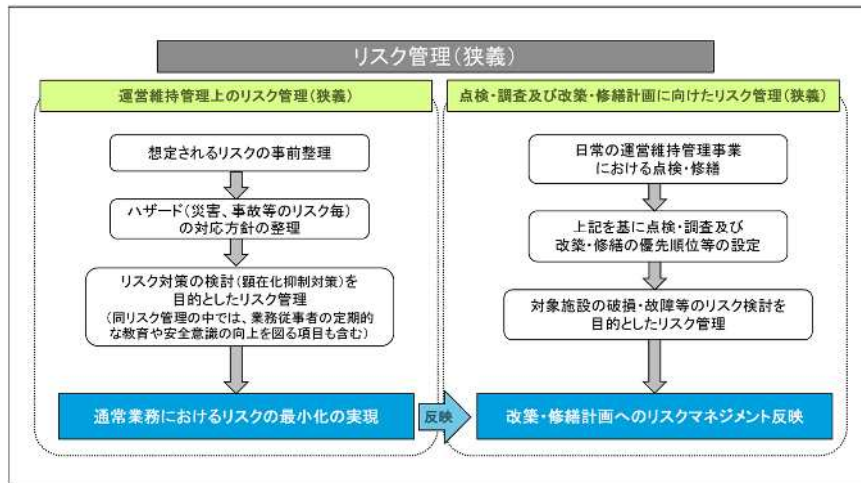 リスク管理(狭義)
運営維持管理上のリスク管理(狭義)
想定されるリスクの事前整理
ハザード(災害、事故等のリスク毎)
の対応方針の整理
リスク対策の検討(顕在化抑制対策)を
目的としたリスク管理
(同リスク管理の中では、業務従事者の定期的
な教育や安全意識の向上を図る項目も含む)
通常業務におけるリスクの最小化の実現
反映
点検・調査及び改築・修繕計画に向けたリスク管理(狭義)
日常の運営維持管理事業
における点検・修繕
上記を基に点検・調査及び
改築・修繕の優先順位等の設定
対象施設の破損・故障等のリスク検討を
目的としたリスク管理
改築・修繕計画へのリスクマネジメント反映